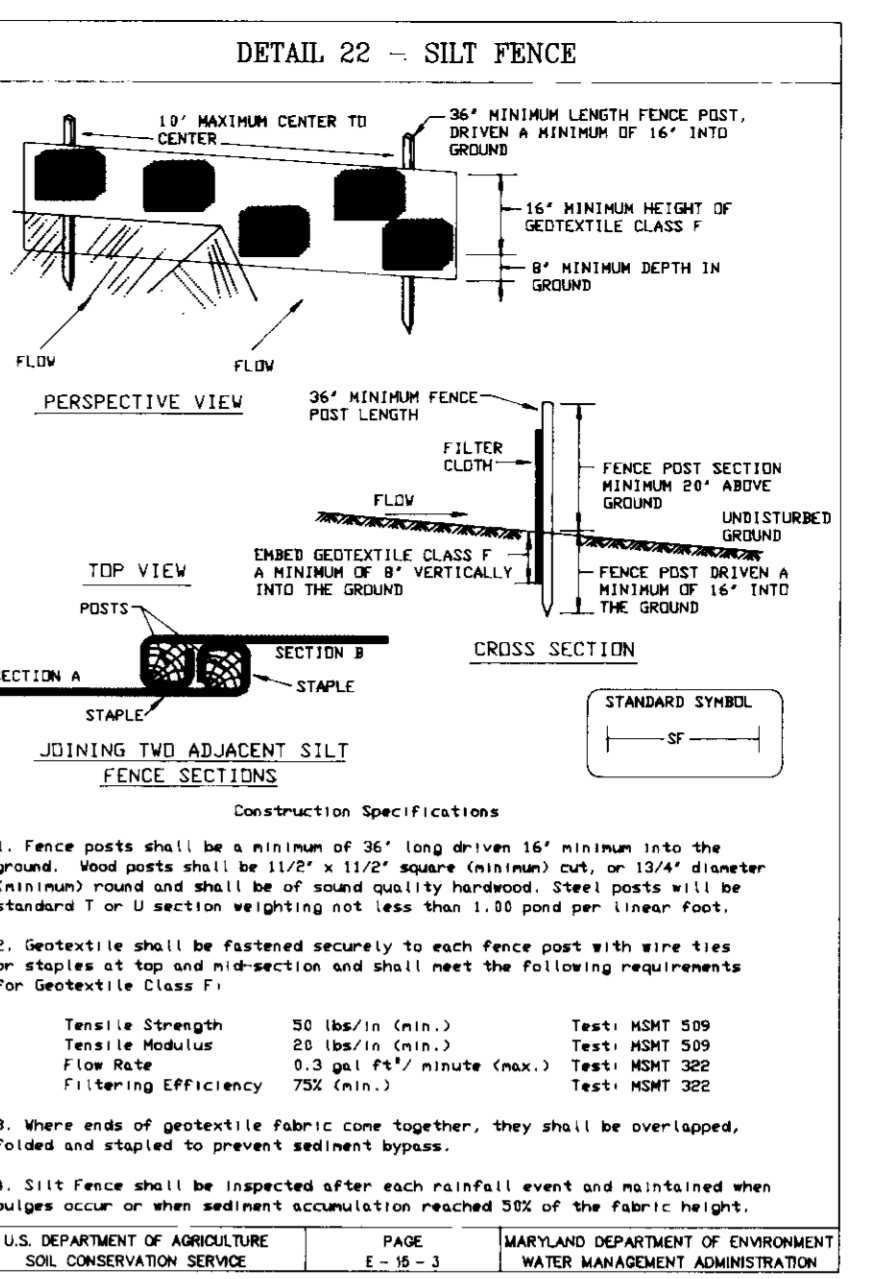 DETAIL 22 - SILT FENCE
10' MAXIMUM CENTER TO
CENTER
36" MINIMUM LENGTH FENCE POST,
DRIVEN A MINIMUM OF 16" INTO
GROUND
16" MINIMUM HEIGHT OF
GEOTEXTILE CLASS F
8" MINIMUM DEPTH IN
GROUND
FLOW
FLOW
PERSPECTIVE VIEW
36" MINIMUM FENCE
POST LENGTH
FILTER
CLOTH
FLOW
FENCE POST SECTION
MINIMUM 20" ABOVE
GROUND
UNDISTURBED
GROUND
EMBED GEOTEXTILE CLASS F
A MINIMUM OF 8" VERTICALLY
INTO THE GROUND
FENCE POST DRIVEN A
MINIMUM OF 16" INTO
THE GROUND
CROSS SECTION
TOP VIEW
POSTS
SECTION B
SECTION A
STAPLE
STAPLE
JOINING TWO ADJACENT SILT
FENCE SECTIONS
STANDARD SYMBOL
SF
Construction Specifications
1. Fence posts shall be a minimum of 36" long driven 16" minimum into the
ground. Wood posts shall be 11/2" x 11/2" square (minimum) cut, or 13/4" diameter
(minimum) round and shall be of sound quality hardwood. Steel posts will be
standard T or U section weighting not less than 1.00 pond per linear foot.
2. Geotextile shall be fastened securely to each fence post with wire ties
or staples at top and mid-section and shall meet the following requirements
for Geotextile Class F:
Tensile Strength 50 lbs/in (min.) Test: MSMT 509
Tensile Modulus 20 lbs/in (min.) Test: MSMT 509
Flow Rate 0.3 gal ft²/ minute (max.) Test: MSMT 322
Filtering Efficiency 75% (min.) Test: MSMT 322
3. Where ends of geotextile fabric come together, they shall be overlapped,
folded and stapled to prevent sediment bypass.
4. Silt Fence shall be inspected after each rainfall event and maintained when
bulges occur or when sediment accumulation reached 50% of the fabric height.
U.S. DEPARTMENT OF AGRICULTURE
SOIL CONSERVATION SERVICE
PAGE
E - 15 - 3
MARYLAND DEPARTMENT OF ENVIRONMENT
WATER MANAGEMENT ADMINISTRATION